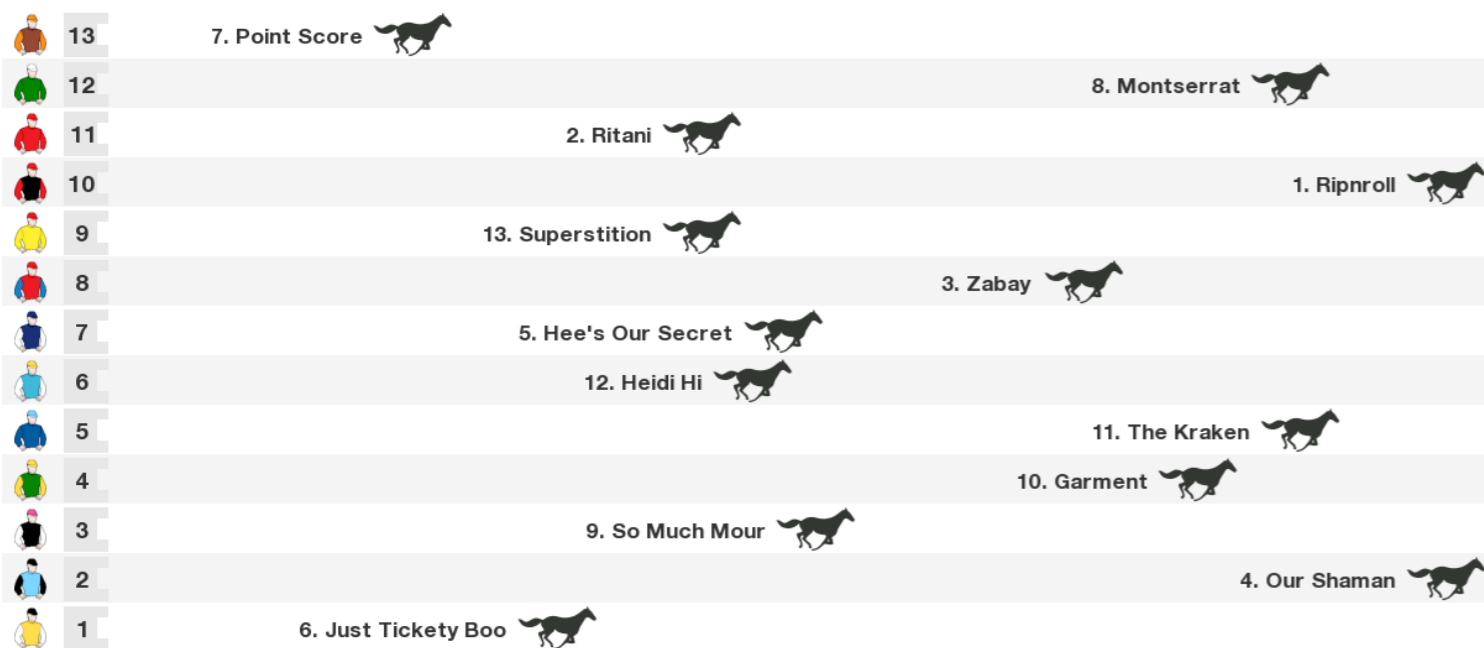 13 7. Point Score
12 8. Montserrat
11 2. Ritani
10 1. Ripnroll
9 13. Superstition
8 3. Zabay
7 5. Hee's Our Secret
6 12. Heidi Hi
5 11. The Kraken
4 10. Garment
3 9. So Much Mour
2 4. Our Shaman
1 6. Just Tickety Boo